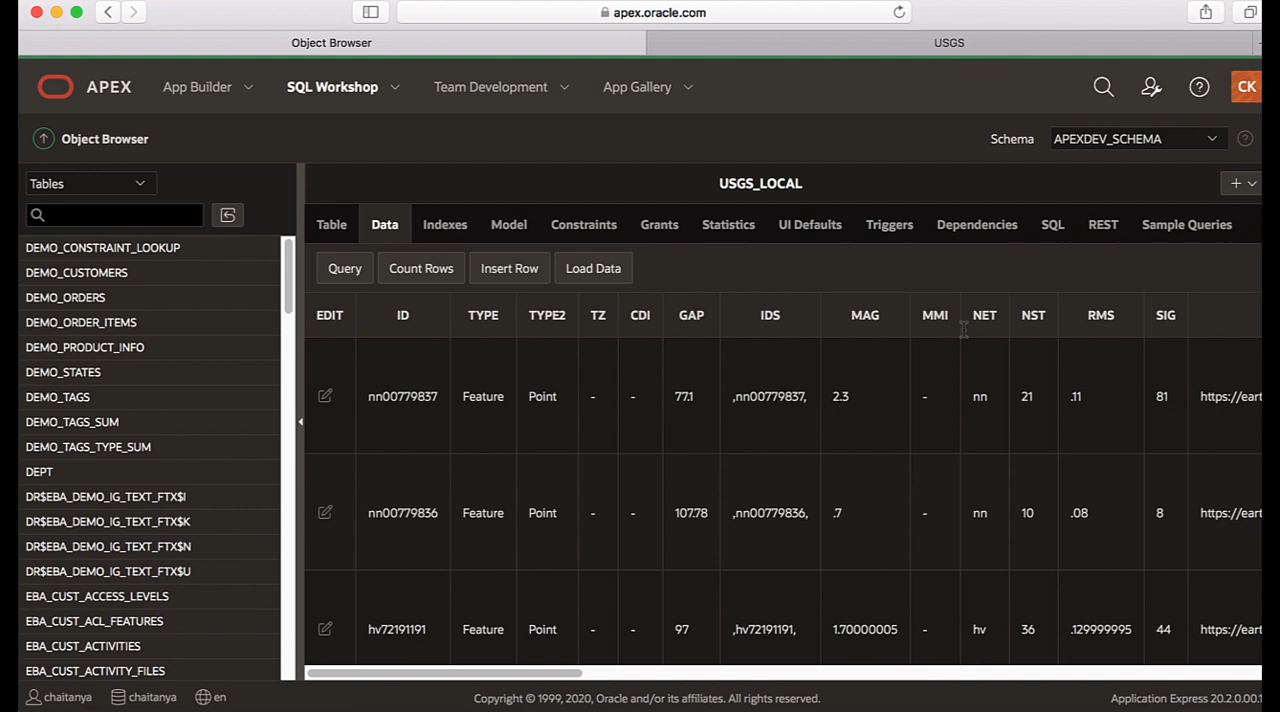 apex.oracle.com
Object Browser
USGS
APEX
App Builder
SQL Workshop
Team Development
App Gallery
CK
Object Browser
Schema
APEXDEV_SCHEMA
Tables
DEMO_CONSTRAINT_LOOKUP
DEMO_CUSTOMERS
DEMO_ORDERS
DEMO_ORDER_ITEMS
DEMO_PRODUCT_INFO
DEMO_STATES
DEMO_TAGS
DEMO_TAGS_SUM
DEMO_TAGS_TYPE_SUM
DEPT
DR$EBA_DEMO_IG_TEXT_FTX$I
DR$EBA_DEMO_IG_TEXT_FTX$K
DR$EBA_DEMO_IG_TEXT_FTX$N
DR$EBA_DEMO_IG_TEXT_FTX$U
EBA_CUST_ACCESS_LEVELS
EBA_CUST_ACL_FEATURES
EBA_CUST_ACTIVITIES
EBA_CUST_ACTIVITY_FILES
USGS_LOCAL
Table Data Indexes Model Constraints Grants Statistics UI Defaults Triggers Dependencies SQL REST Sample Queries
Query Count Rows Insert Row Load Data
EDIT ID TYPE TYPE2 TZ CDI GAP IDS MAG MMI NET NST RMS SIG
nn00779837 Feature Point - - 77.1 ,nn00779837, 2.3 - nn 21 .11 81 https://eart
nn00779836 Feature Point - - 107.78 ,nn00779836, .7 - nn 10 .08 8 https://eart
hv72191191 Feature Point - - 97 ,hv72191191, 1.70000005 - hv 36 .129999995 44 https://eart
chaitanya chaitanya en
Copyright © 1999, 2020, Oracle and/or its affiliates. All rights reserved.
Application Express 20.2.0.00.1